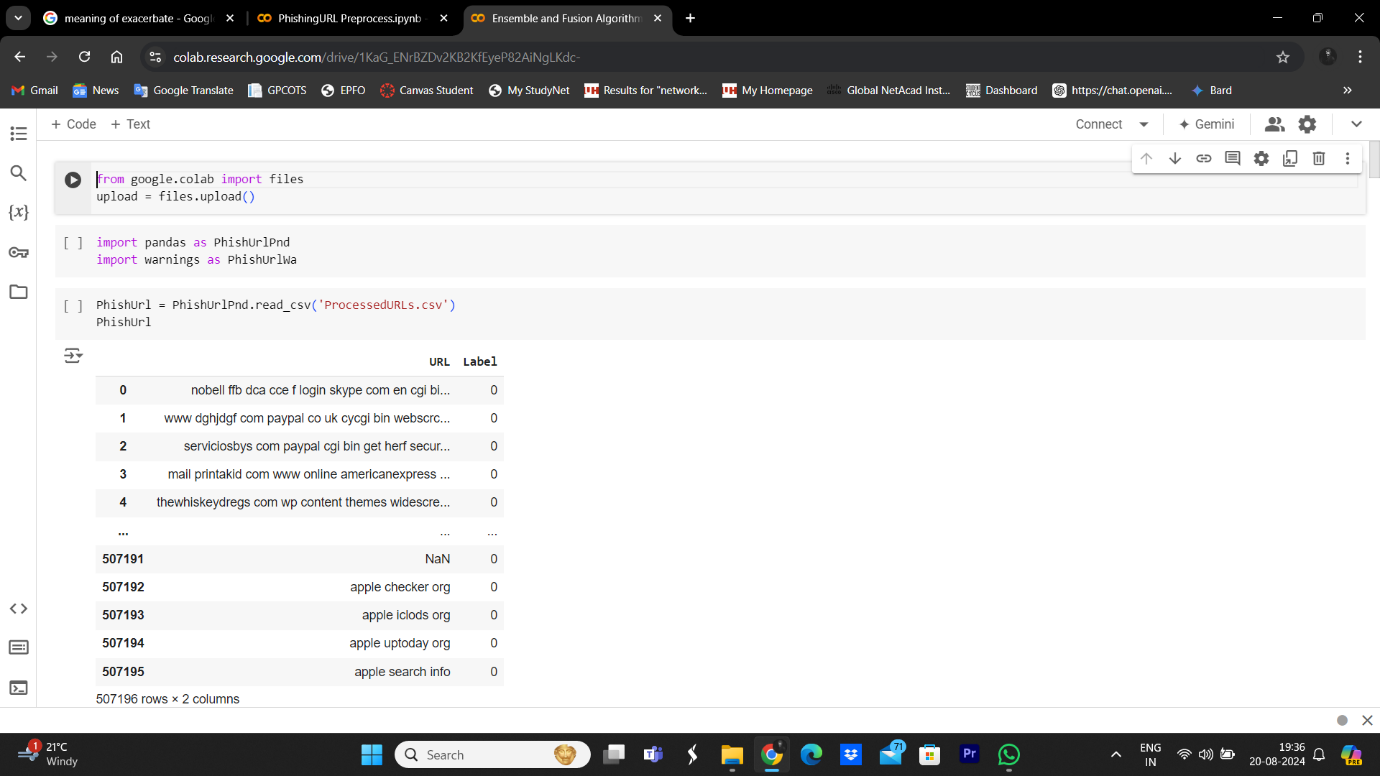 meaning of exacerbate - Googl
PhishingURL Preprocess.ipynb -
Ensemble and Fusion Algorithm
colab.research.google.com/drive/1KaG_ENrBZDv2KB2KfEyeP82AiNgLKdc-
Gmail
News
Google Translate
GPCOTS
EPFO
Canvas Student
My StudyNet
Results for "network...
My Homepage
Global NetAcad Inst...
Dashboard
https://chat.openai....
Bard
+ Code + Text
Connect
Gemini
from google.colab import files
upload = files.upload()
[ ] import pandas as PhishUrlPnd
import warnings as PhishUrlWa
[ ] PhishUrl = PhishUrlPnd.read_csv('ProcessedURLs.csv')
PhishUrl
URL Label
0 nobell ffb dca cce f login skype com en cgi bi... 0
1 www dghjdgf com paypal co uk cycgi bin webscrc... 0
2 serviciosbys com paypal cgi bin get herf secur... 0
3 mail printakid com www online americanexpress ... 0
4 thewhiskeydregs com wp content themes widescre... 0
... ... ...
507191 NaN 0
507192 apple checker org 0
507193 apple iclods org 0
507194 apple uptoday org 0
507195 apple search info 0
507196 rows × 2 columns
1
21°C
Windy
Search
71
Pr
ENG
IN
19:36
20-08-2024
PRE